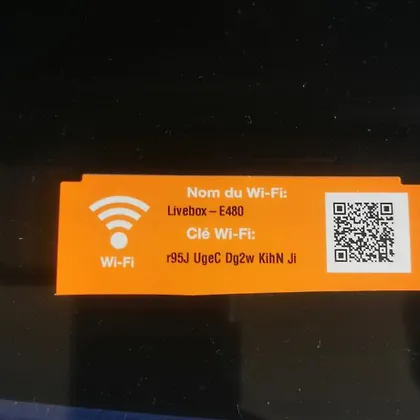 Nom du Wi-Fi:
Livebox – E480
Clé Wi-Fi:
r95J UgeC Dg2w KihN Ji
Wi-Fi